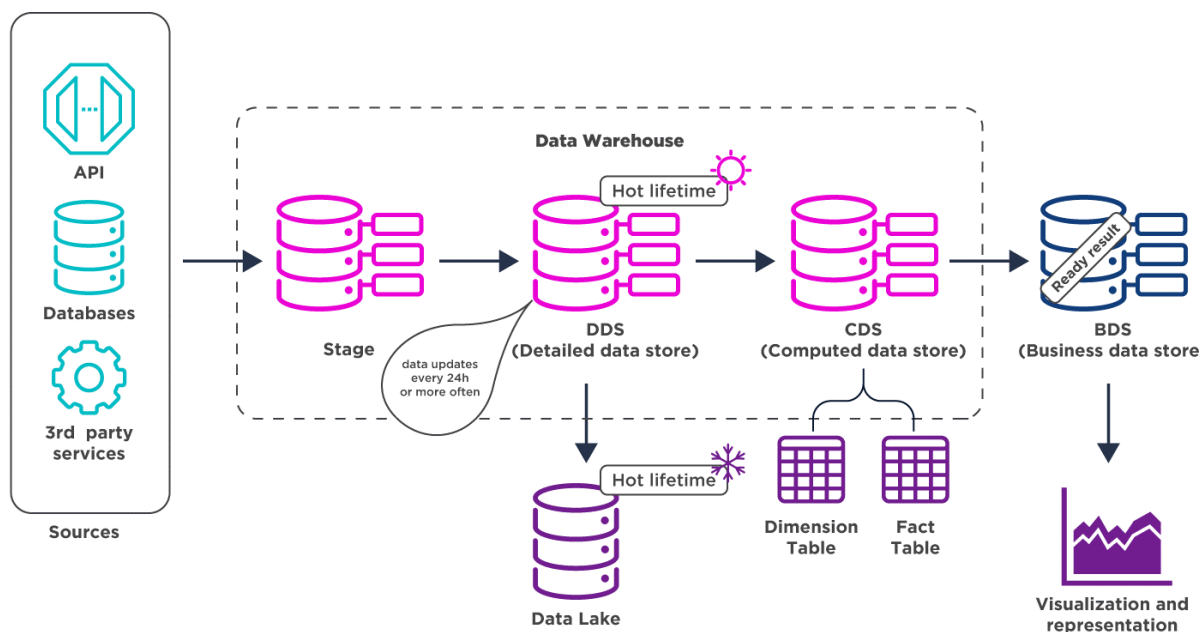 API
Databases
3rd party
services
Sources
Data Warehouse
Stage
data updates
every 24h
or more often
Hot lifetime
DDS
(Detailed data store)
Hot lifetime
Data Lake
CDS
(Computed data store)
Dimension
Table
Fact
Table
Ready result
BDS
(Business data store
Visualization and
representation